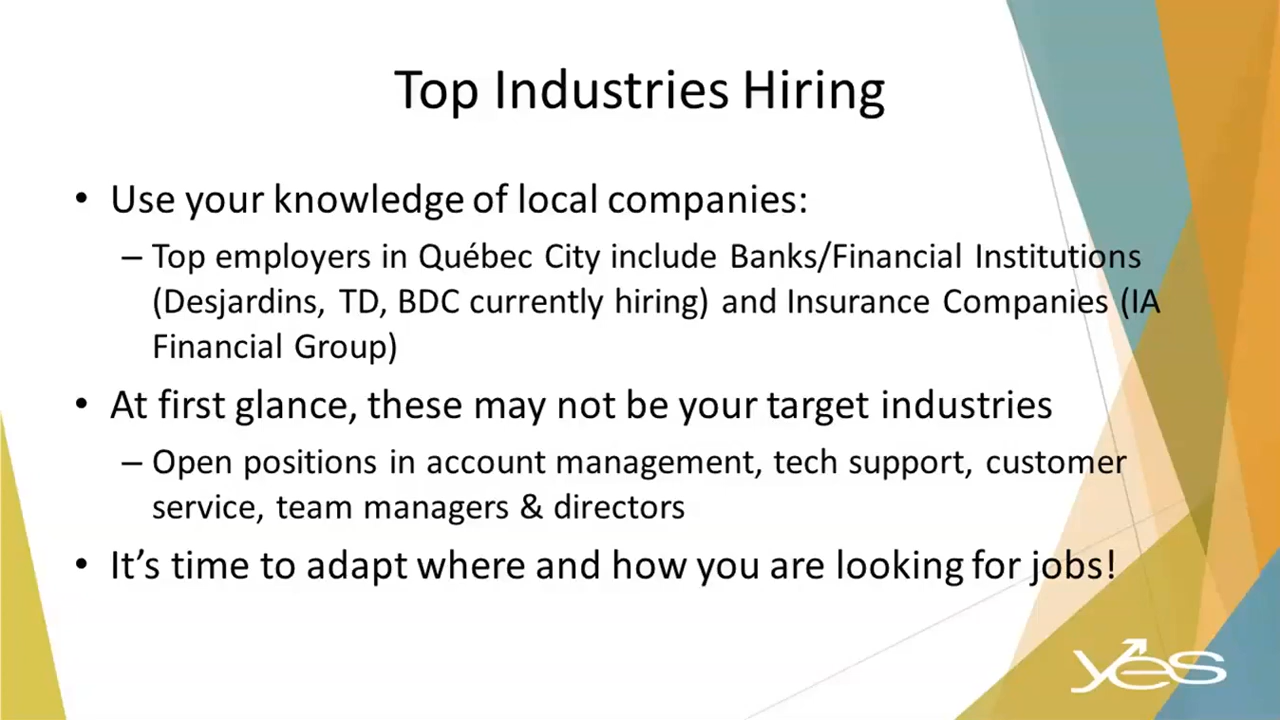 Top Industries Hiring
• Use your knowledge of local companies:
– Top employers in Québec City include Banks/Financial Institutions
(Desjardins, TD, BDC currently hiring) and Insurance Companies (IA
Financial Group)
• At first glance, these may not be your target industries
– Open positions in account management, tech support, customer
service, team managers & directors
• It’s time to adapt where and how you are looking for jobs!
yes